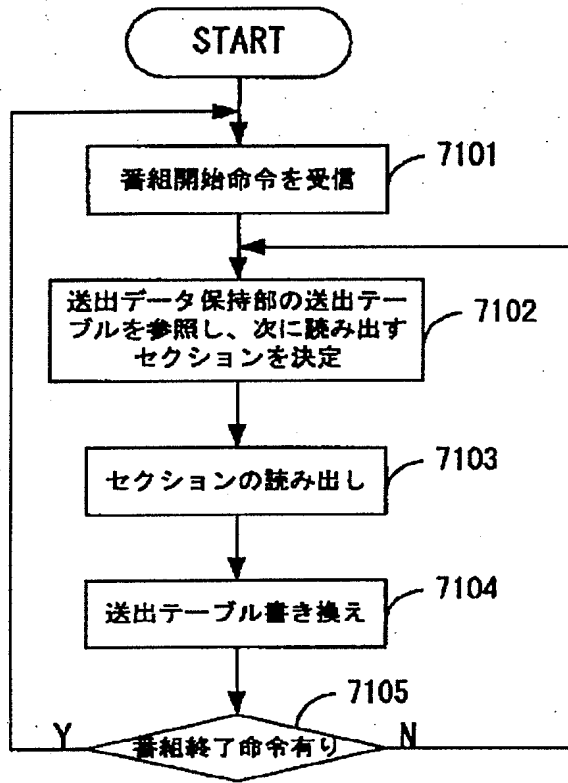 START
番組開始命令を受信
7101
送出データ保持部の送出テー
ブルを参照し、次に読み出す
セクションを決定
7102
セクションの読み出し
7103
送出テーブル書き換え
7104
7105
Y
番組終了命令有り
N